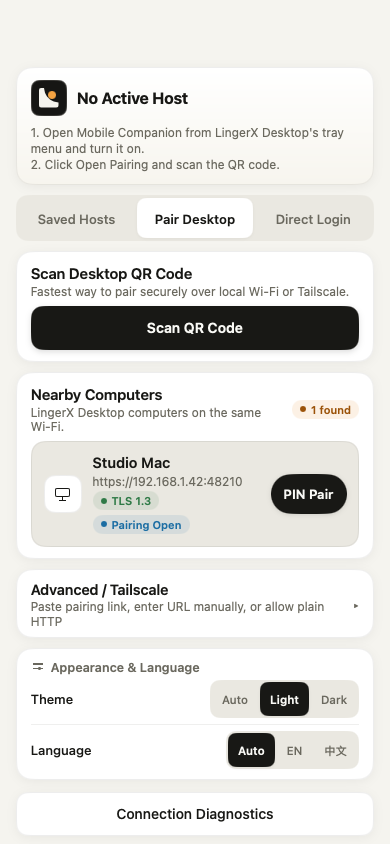 No Active Host
1. Open Mobile Companion from LingerX Desktop's tray
menu and turn it on.
2. Click Open Pairing and scan the QR code.
Saved Hosts
Pair Desktop
Direct Login
Scan Desktop QR Code
Fastest way to pair securely over local Wi-Fi or Tailscale.
Scan QR Code
Nearby Computers
LingerX Desktop computers on the same
Wi-Fi.
1 found
Studio Mac
https://192.168.1.42:48210
TLS 1.3
Pairing Open
PIN Pair
Advanced / Tailscale
Paste pairing link, enter URL manually, or allow plain
HTTP
Appearance & Language
Theme
Auto
Light
Dark
Language
Auto
EN
中文
Connection Diagnostics